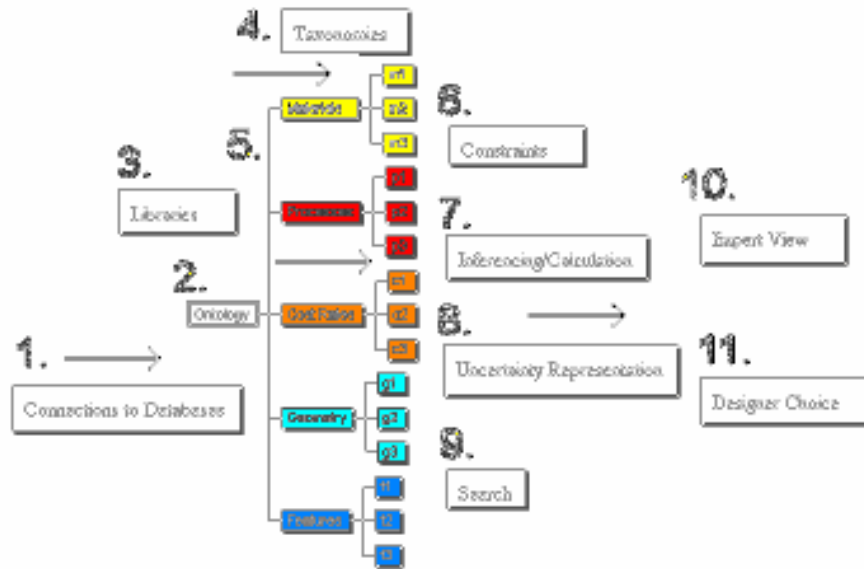 4.
Taxonomies
m1
Materials
m2
m3
5.
6.
Constraints
3.
Libraries
p1
Processes
p2
p3
7.
Inferencing/Calculation
10.
Expert View
2.
Ontology
c1
Cost Rules
c2
c3
8.
Uncertainty Representation
1.
Connections to Databases
11.
Designer Choice
g1
Geometry
g2
g3
9.
Search
Features
f1
f2
f3